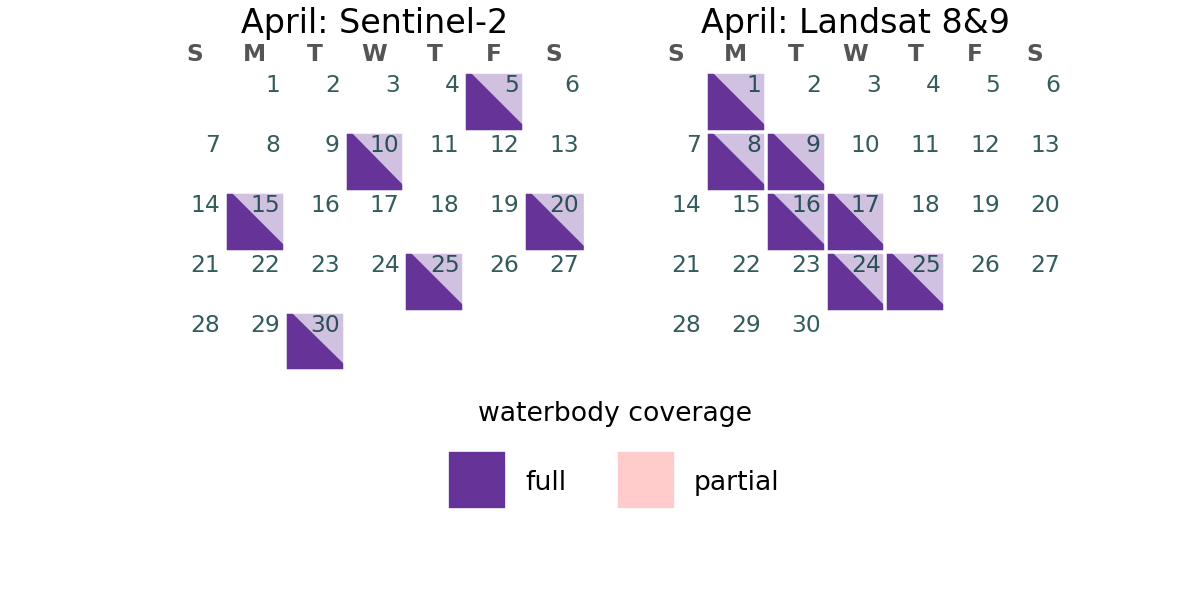 April: Sentinel-2
S M T W T F S
1 2 3 4 5 6
7 8 9 10 11 12 13
14 15 16 17 18 19 20
21 22 23 24 25 26 27
28 29 30
April: Landsat 8&9
S M T W T F S
1 2 3 4 5 6
7 8 9 10 11 12 13
14 15 16 17 18 19 20
21 22 23 24 25 26 27
28 29 30
waterbody coverage
full partial